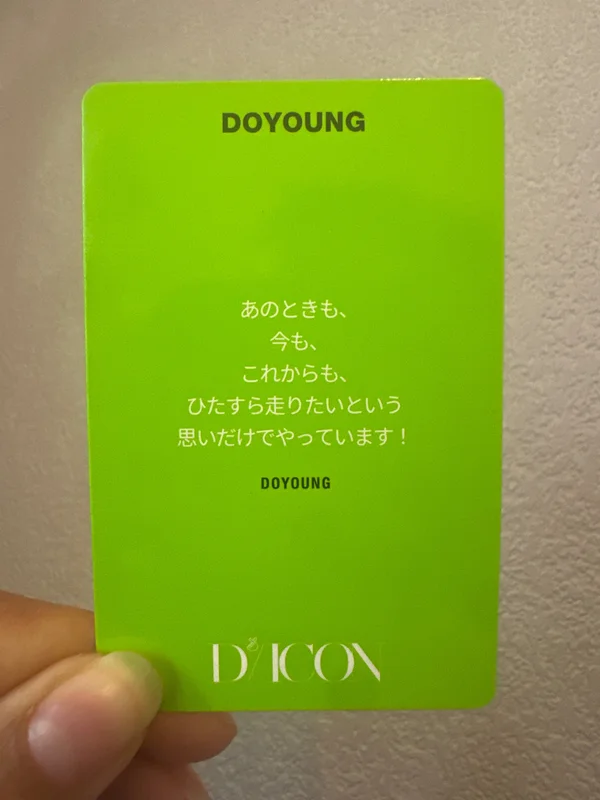 DOYOUNG
あのときも、
今も、
これからも、
ひたすら走りたいという
思いだけでやっています！
DOYOUNG
D'/ICON